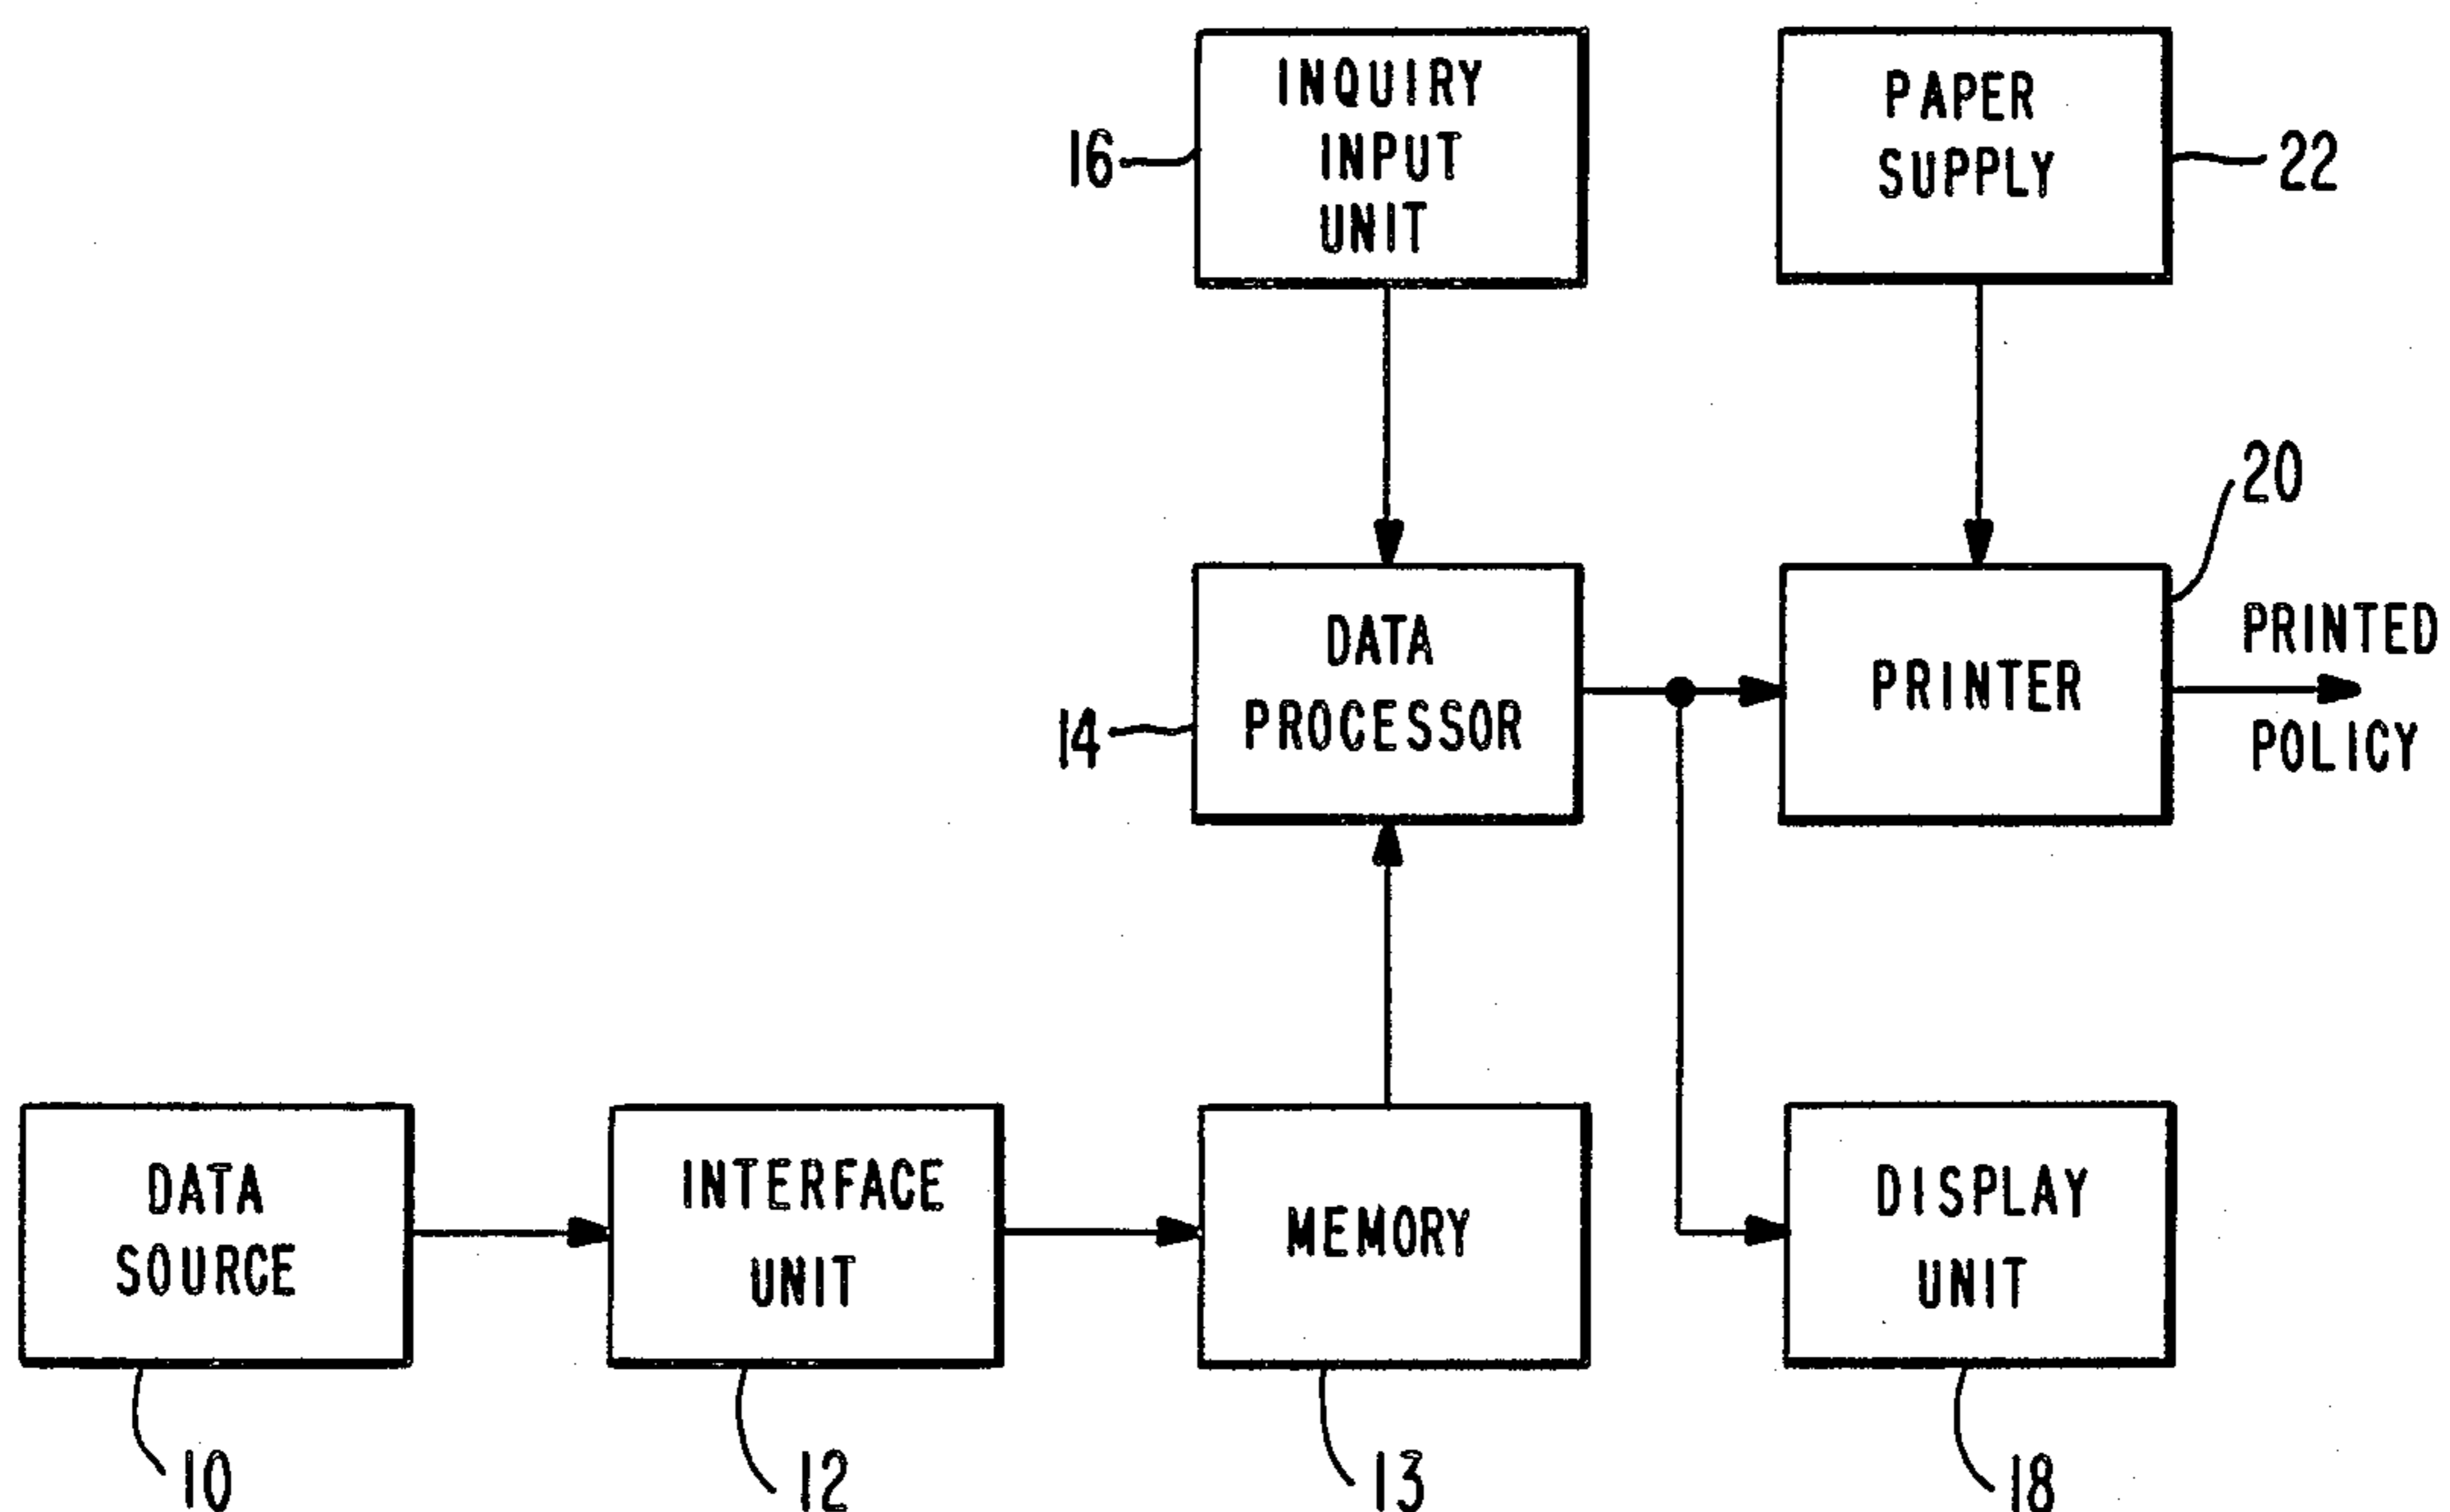 INQUIRY
INPUT
UNIT
16
PAPER
SUPPLY
22
20
DATA
PROCESSOR
14
PRINTER
PRINTED
POLICY
DATA
SOURCE
10
INTERFACE
UNIT
12
MEMORY
13
DISPLAY
UNIT
18